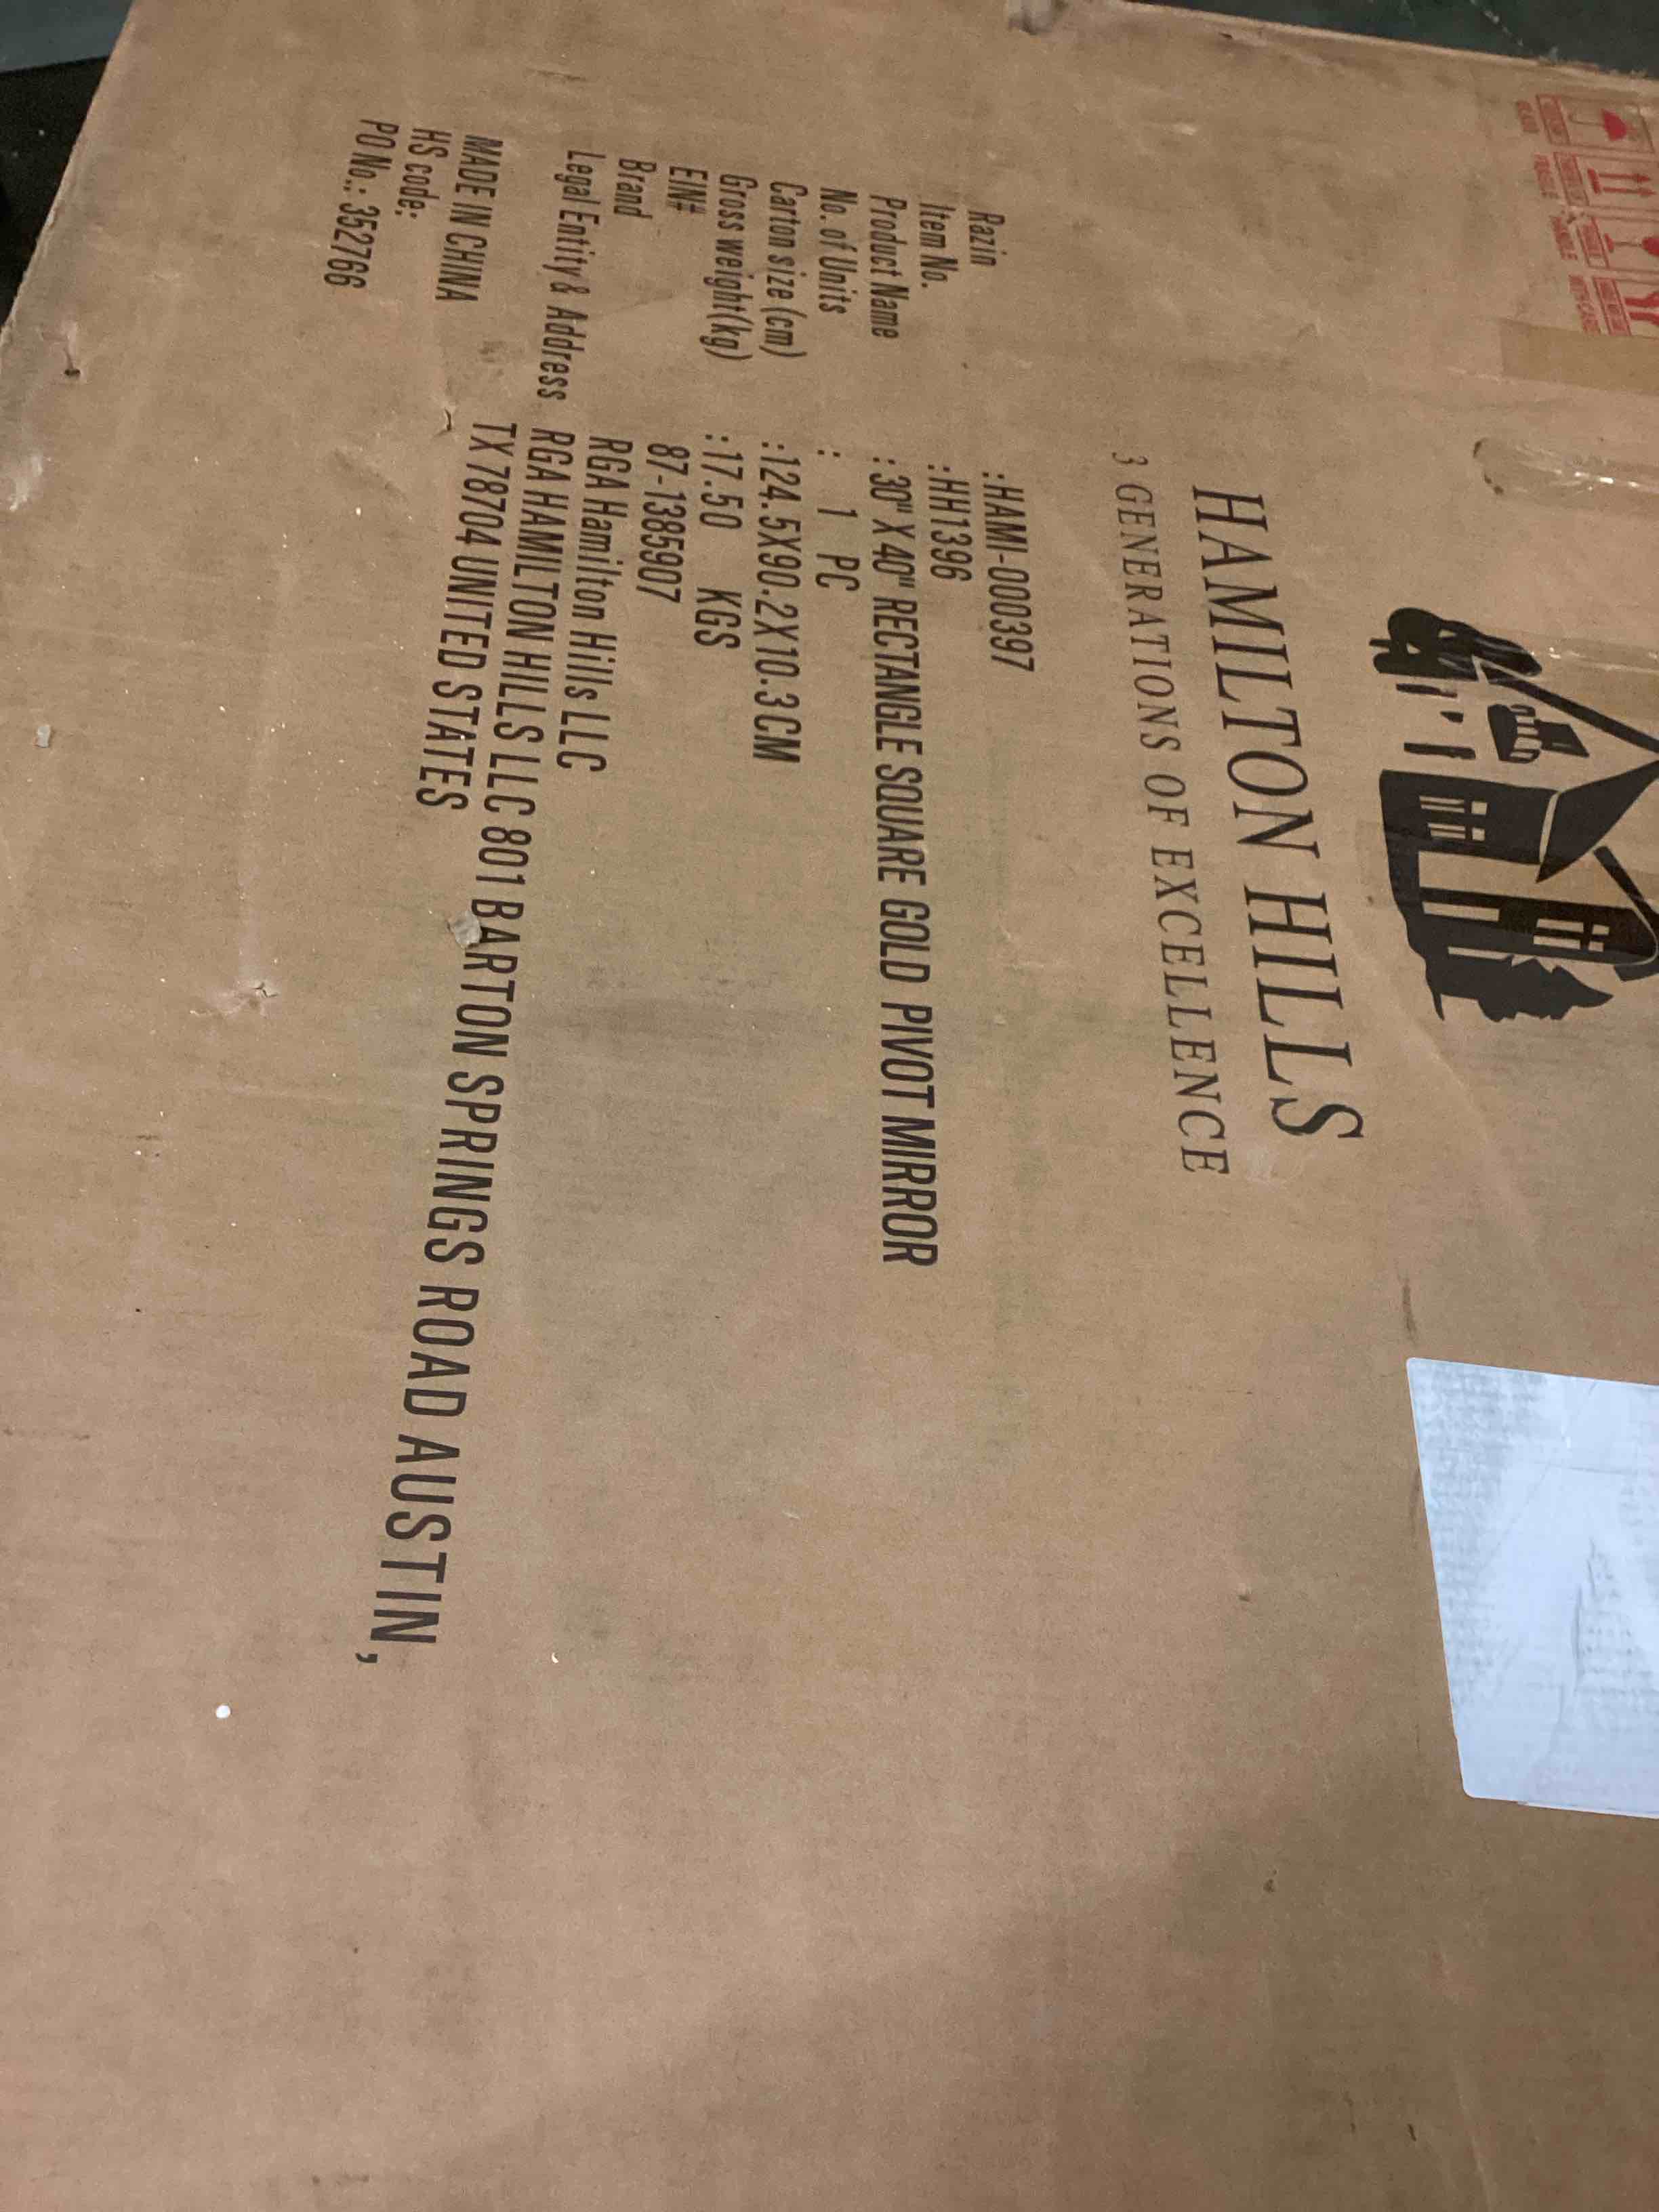 HAMILTON HILLS
3 GENERATIONS OF EXCELLENCE
Razin :HAMI-000397
Item No. :HH1396
Product Name :30"X40" RECTANGLE SQUARE GOLD PIVOT MIRROR
No. of Units : 1 PC
Carton size (cm) :124.5X90.2X10.3CM
Gross weight(kg) :17.50 KGS
EIN# 87-1385907
Brand RGA Hamilton Hills LLC
Legal Entity & Address RGA HAMILTON HILLS LLC 801 BARTON SPRINGS ROAD AUSTIN,
TX 78704 UNITED STATES
MADE IN CHINA
HS code:
PO No.: 352766